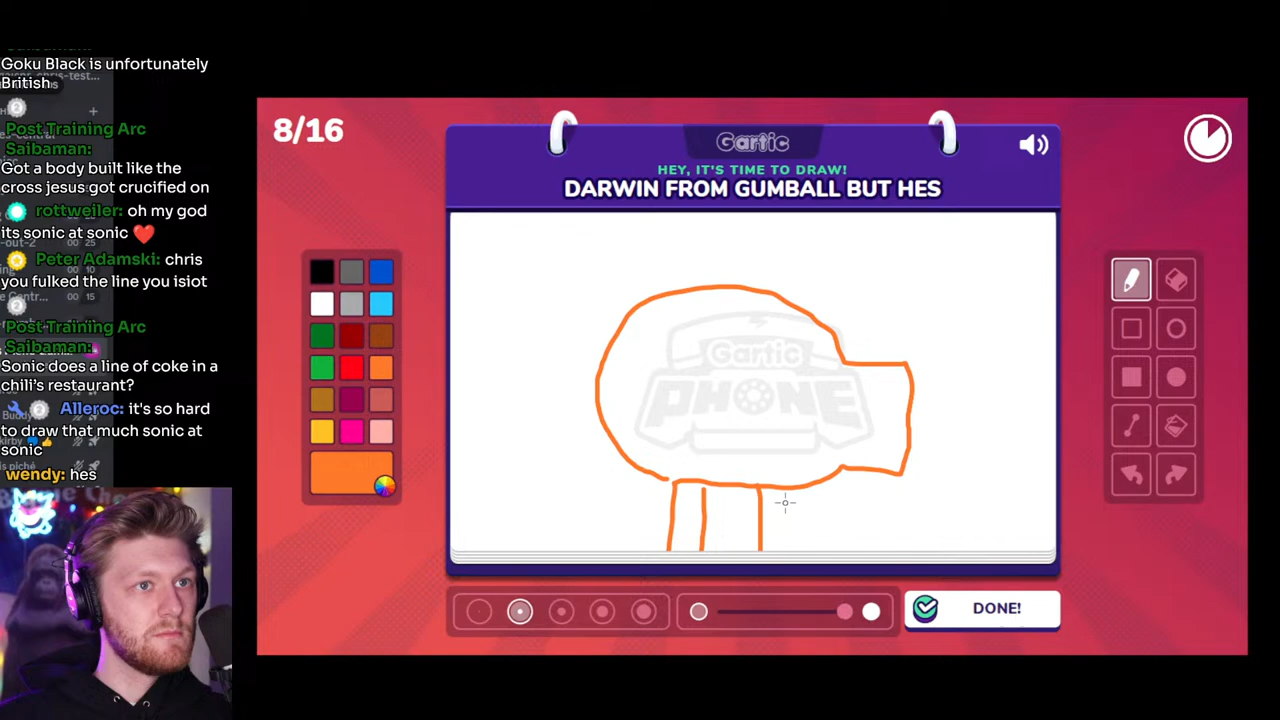 Goku Black is unfortunately
British
Post Training Arc
Saibaman:
Got a body built like the
cross jesus got crucified on
rottweiler: oh my god
its sonic at sonic
Peter Adamski: chris
you fulked the line you isiot
Post Training Arc
Saibaman:
Sonic does a line of coke in a
chili's restaurant?
Alleroc: it's so hard
to draw that much sonic at
sonic
wendy: hes
8/16
Gartic
HEY, IT'S TIME TO DRAW!
DARWIN FROM GUMBALL BUT HES
Gartic
PHONE
DONE!